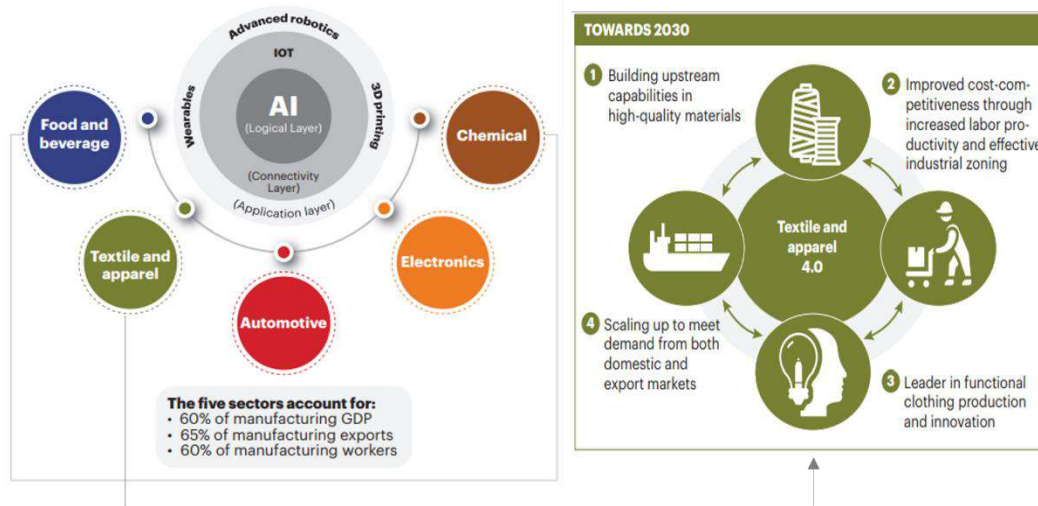 Advanced robotics
IOT
Wearables
3D printing
AI
(Logical Layer)
(Connectivity
Layer)
(Application layer)
Food and
beverage
Textile and
apparel
Automotive
Electronics
Chemical
The five sectors account for:
• 60% of manufacturing GDP
• 65% of manufacturing exports
• 60% of manufacturing workers
TOWARDS 2030
1 Building upstream
capabilities in
high-quality materials
2 Improved cost-com-
petitiveness through
increased labor pro-
ductivity and effective
industrial zoning
Textile and
apparel
4.0
4 Scaling up to meet
demand from both
domestic and
export markets
3 Leader in functional
clothing production
and innovation